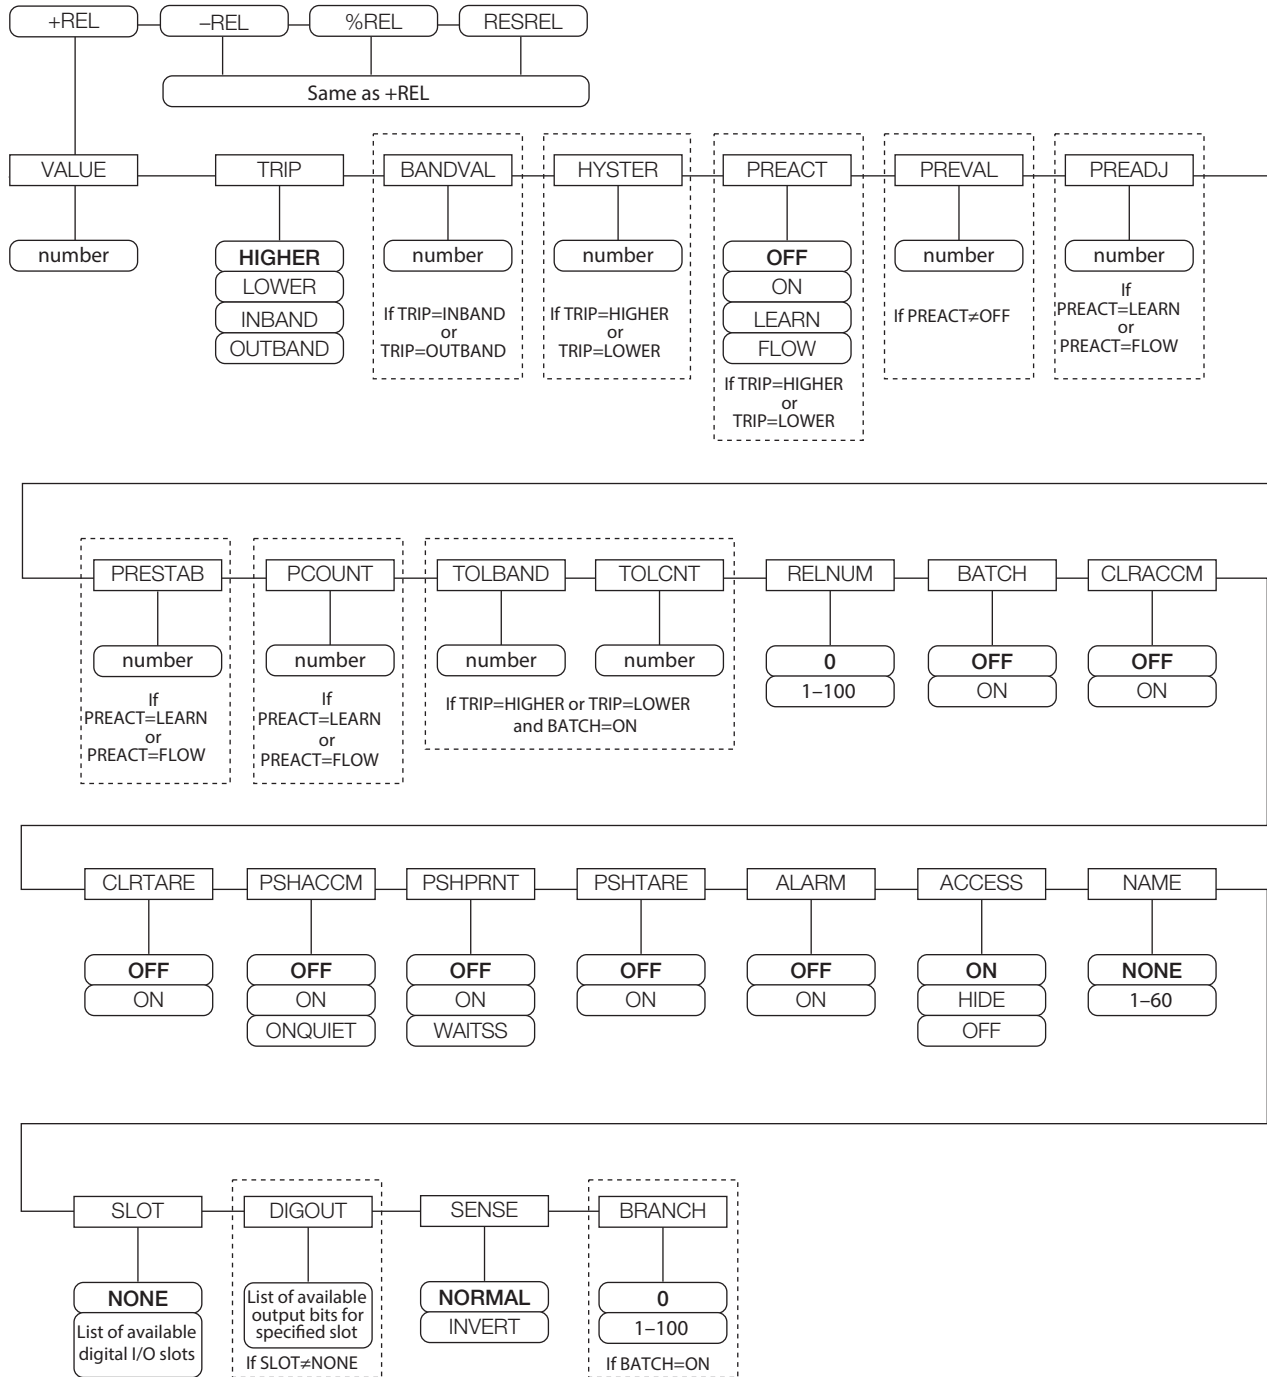 +REL
–REL
%REL
RESREL
Same as +REL
VALUE
TRIP
BANDVAL
HYSTER
PREACT
PREVAL
PREADJ
number
HIGHER
LOWER
INBAND
OUTBAND
number
If TRIP=INBAND
or
TRIP=OUTBAND
number
If TRIP=HIGHER
or
TRIP=LOWER
OFF
ON
LEARN
FLOW
If TRIP=HIGHER
or
TRIP=LOWER
number
If PREACT≠OFF
number
If
PREACT=LEARN
or
PREACT=FLOW
PRESTAB
PCOUNT
TOLBAND
TOLCNT
RELNUM
BATCH
CLRACCM
number
If
PREACT=LEARN
or
PREACT=FLOW
number
If
PREACT=LEARN
or
PREACT=FLOW
number
number
If TRIP=HIGHER or TRIP=LOWER
and BATCH=ON
0
1–100
OFF
ON
OFF
ON
CLRTARE
PSHACCM
PSHPRNT
PSHTARE
ALARM
ACCESS
NAME
OFF
ON
OFF
ON
ONQUIET
OFF
ON
WAITSS
OFF
ON
OFF
ON
ON
HIDE
OFF
NONE
1–60
SLOT
DIGOUT
SENSE
BRANCH
NONE
List of available
digital I/O slots
List of available
output bits for
specified slot
If SLOT≠NONE
NORMAL
INVERT
0
1–100
If BATCH=ON